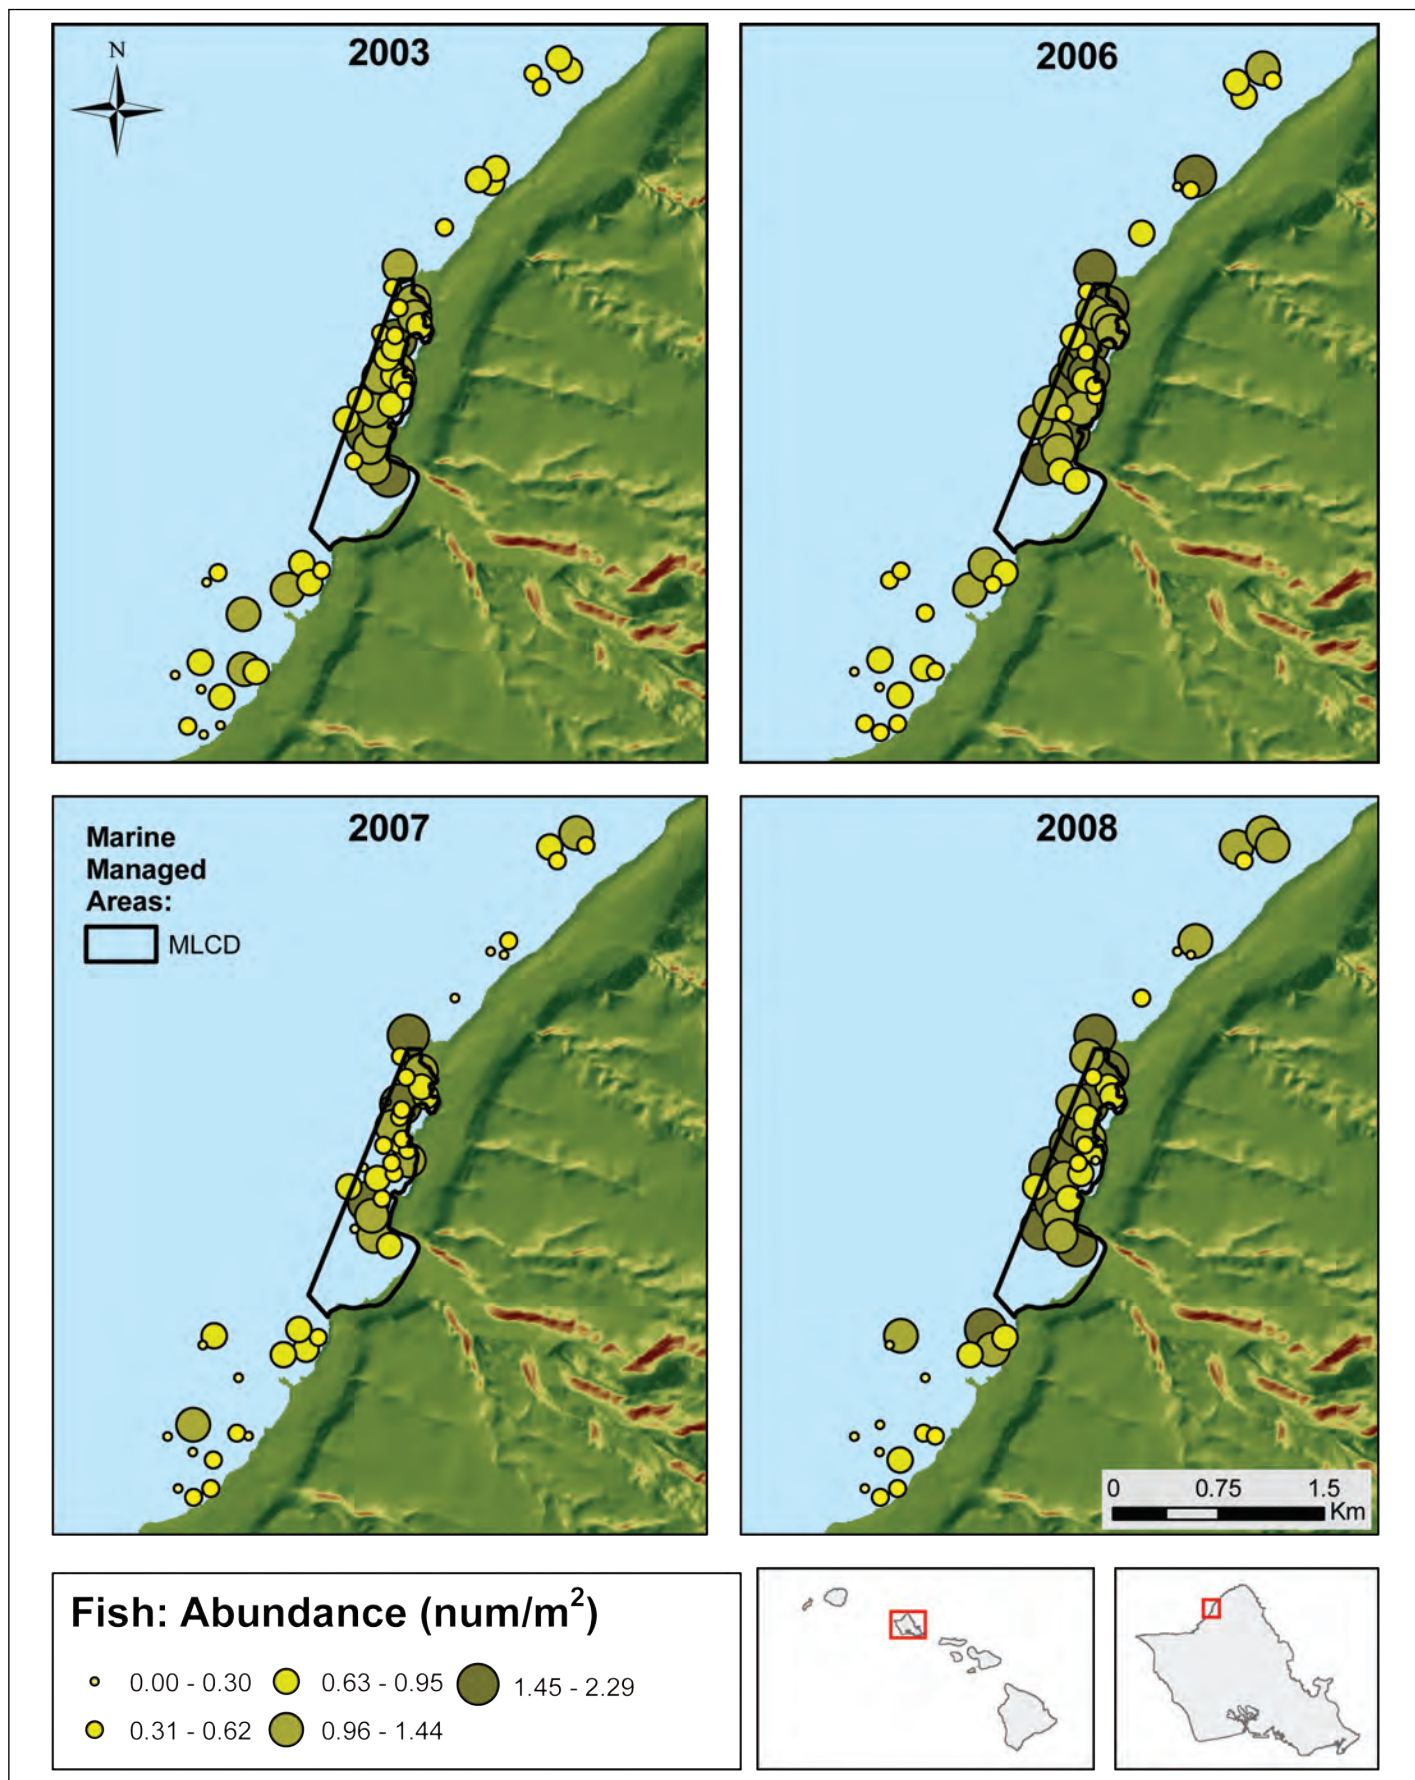 N
2003
2006
2007
Marine
Managed
Areas:
MLCD
2008
0 0.75 1.5
Km
Fish: Abundance (num/m²)
0.00 - 0.30
0.63 - 0.95
1.45 - 2.29
0.31 - 0.62
0.96 - 1.44